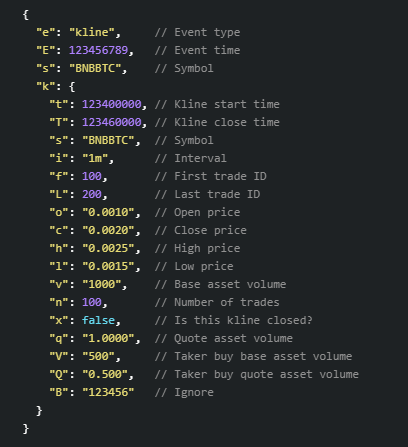 {
  "e": "kline",     // Event type
  "E": 123456789,   // Event time
  "s": "BNBBTC",    // Symbol
  "k": {
    "t": 123400000, // Kline start time
    "T": 123460000, // Kline close time
    "s": "BNBBTC",  // Symbol
    "i": "1m",      // Interval
    "f": 100,       // First trade ID
    "L": 200,       // Last trade ID
    "o": "0.0010",  // Open price
    "c": "0.0020",  // Close price
    "h": "0.0025",  // High price
    "l": "0.0015",  // Low price
    "v": "1000",    // Base asset volume
    "n": 100,       // Number of trades
    "x": false,     // Is this kline closed?
    "q": "1.0000",  // Quote asset volume
    "V": "500",     // Taker buy base asset volume
    "Q": "0.500",   // Taker buy quote asset volume
    "B": "123456"   // Ignore
  }
}